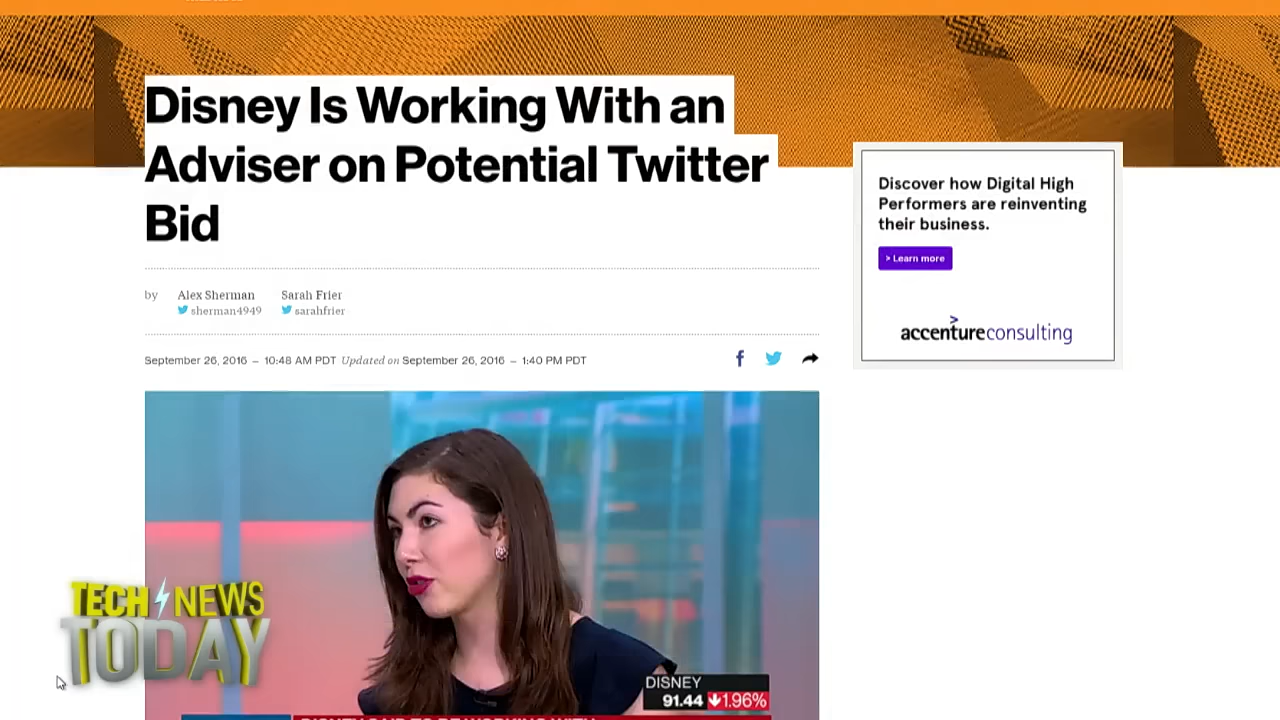 Disney Is Working With an
Adviser on Potential Twitter
Bid
by Alex Sherman Sarah Frier
sherman4949 sarahfrier
September 26, 2016 – 10:48 AM PDT Updated on September 26, 2016 – 1:40 PM PDT
Discover how Digital High
Performers are reinventing
their business.
> Learn more
accentureconsulting
TECH NEWS
TODAY
DISNEY
91.44 1.96%